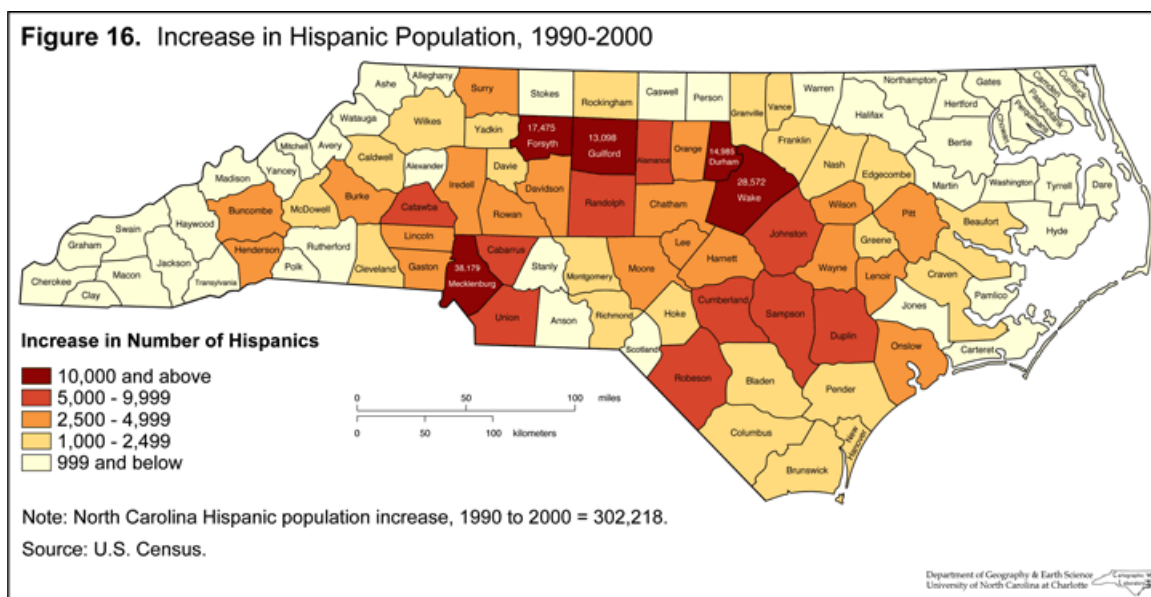 Figure 16. Increase in Hispanic Population, 1990-2000
Ashe
Alleghany
Surry
Stokes
Rockingham
Caswell
Person
Granville
Vance
Warren
Northampton
Gates
Camden
Currituck
Pasquotank
Perquimans
Chowan
Hertford
Halifax
Bertie
Watauga
Wilkes
Yadkin
17,475
Forsyth
13,098
Guilford
Alamance
Orange
14,985
Durham
Franklin
Nash
Edgecombe
Martin
Washington
Tyrrell
Dare
Mitchell
Avery
Caldwell
Alexander
Davie
Iredell
Davidson
Randolph
Chatham
28,572
Wake
Wilson
Pitt
Beaufort
Hyde
Madison
Yancey
Burke
Catawba
Rowan
Johnston
Greene
Buncombe
McDowell
Haywood
Swain
Graham
Lincoln
Lee
Harnett
Wayne
Lenoir
Craven
Pamlico
Henderson
Rutherford
Cleveland
Gaston
38,179
Mecklenburg
Cabarrus
Stanly
Montgomery
Moore
Jackson
Macon
Cherokee
Clay
Transylvania
Polk
Union
Anson
Richmond
Hoke
Scotland
Cumberland
Sampson
Duplin
Jones
Onslow
Carteret
Robeson
Bladen
Pender
Columbus
New
Hanover
Brunswick
Increase in Number of Hispanics
10,000 and above
5,000 - 9,999
2,500 - 4,999
1,000 - 2,499
999 and below
0 50 100 miles
0 50 100 kilometers
Note: North Carolina Hispanic population increase, 1990 to 2000 = 302,218.
Source: U.S. Census.
Department of Geography & Earth Science
University of North Carolina at Charlotte